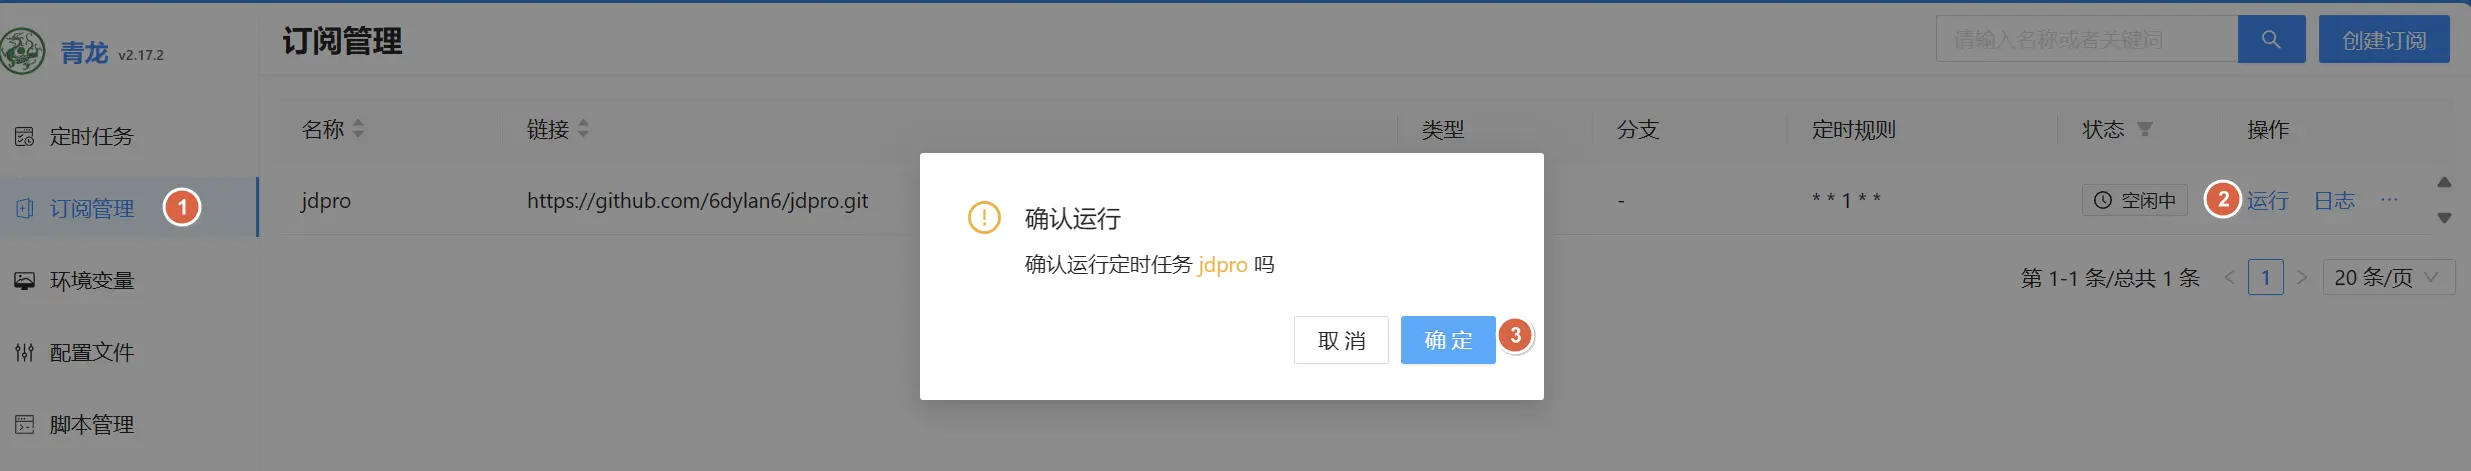 青龙 v2.17.2
订阅管理
请输入名称或者关键词
创建订阅
定时任务
订阅管理 1
环境变量
配置文件
脚本管理
名称 链接 类型 分支 定时规则 状态 操作
jdpro https://github.com/6dylan6/jdpro.git - * * 1 * * 空闲中 2 运行 日志 ···
第 1-1 条/总共 1 条 < 1 > 20 条/页
确认运行
确认运行定时任务 jdpro 吗
取 消 确 定 3